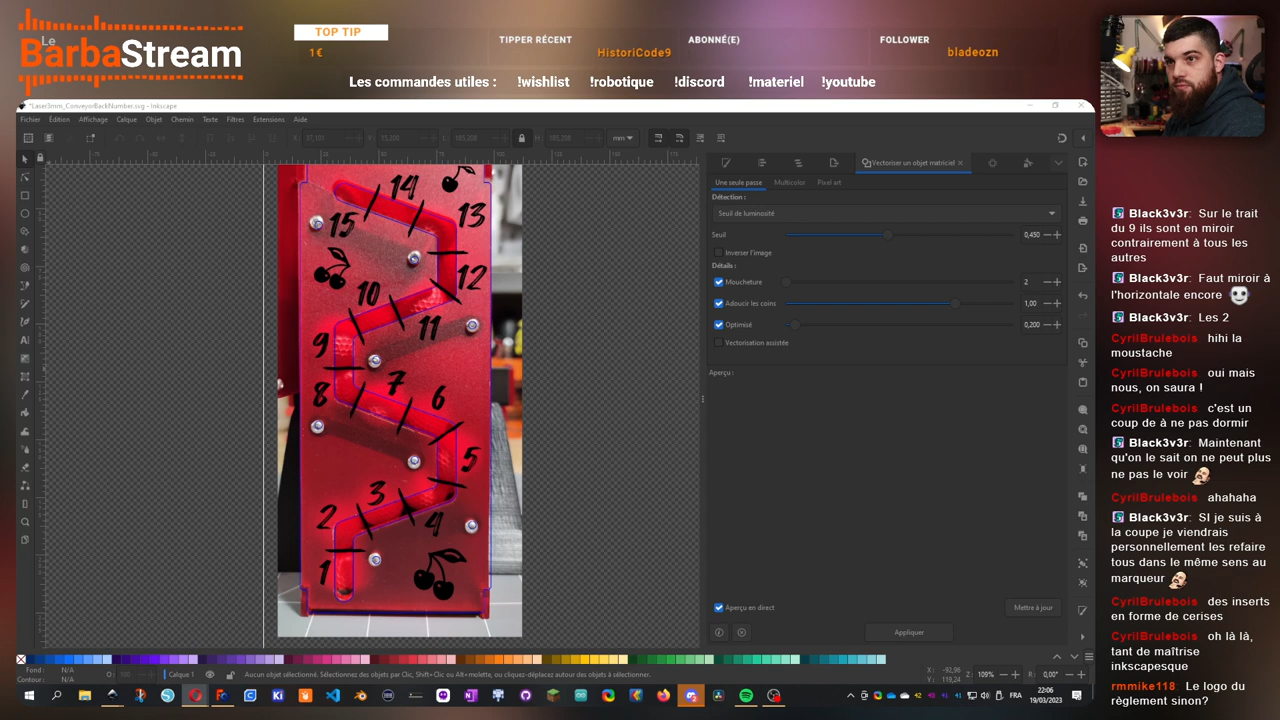 Le
BarbaStream
TOP TIP
1€
TIPPER RÉCENT
HistoriCode9
ABONNÉ(E)
FOLLOWER
bladeozn
Les commandes utiles : !wishlist !robotique !discord !materiel !youtube
*Laser3mm_ConveyorBackNumber.svg - Inkscape
Fichier Édition Affichage Calque Objet Chemin Texte Filtres Extensions Aide
mm
Vectoriser un objet matriciel
Une seule passe Multicolor Pixel art
Détection :
Seuil de luminosité
Seuil 0,450
Inverser l'image
Détails :
Moucheture 2
Adoucir les coins 1,00
Optimisé 0,200
Vectorisation assistée
Aperçu :
Aperçu en direct
Mettre à jour
Appliquer
14
15
13
12
10
11
9
8
7
6
5
3
2
4
1
Fond : N/A
Contour : N/A
O : 100
Calque 1
Aucun objet sélectionné. Sélectionnez des objets par Clic, Shift+Clic ou Alt+molette, ou cliquez-déplacez autour des objets à sélectionner.
X : -92,96
Y : 119,24
Z : 109%
R : 0,00°
FR
22:06
19/03/2023
Black3v3r: Sur le trait
du 9 ils sont en miroir
contrairement à tous les
autres
Black3v3r: Faut miroir à
l'horizontale encore
Black3v3r: Les 2
CyrilBrulebois: hihi la
moustache
CyrilBrulebois: oui mais
nous, on saura !
CyrilBrulebois: c'est un
coup de à ne pas dormir
Black3v3r: Maintenant
qu'on le sait on ne peut plus
ne pas le voir
CyrilBrulebois: ahahaha
Black3v3r: SI je suis à
la coupe je viendrais
personnellement les refaire
tous dans le même sens au
marqueur
CyrilBrulebois: des inserts
en forme de cerises
CyrilBrulebois: oh là là,
tant de maîtrise
inkscapesque
rmmike118: Le logo du
règlement sinon?